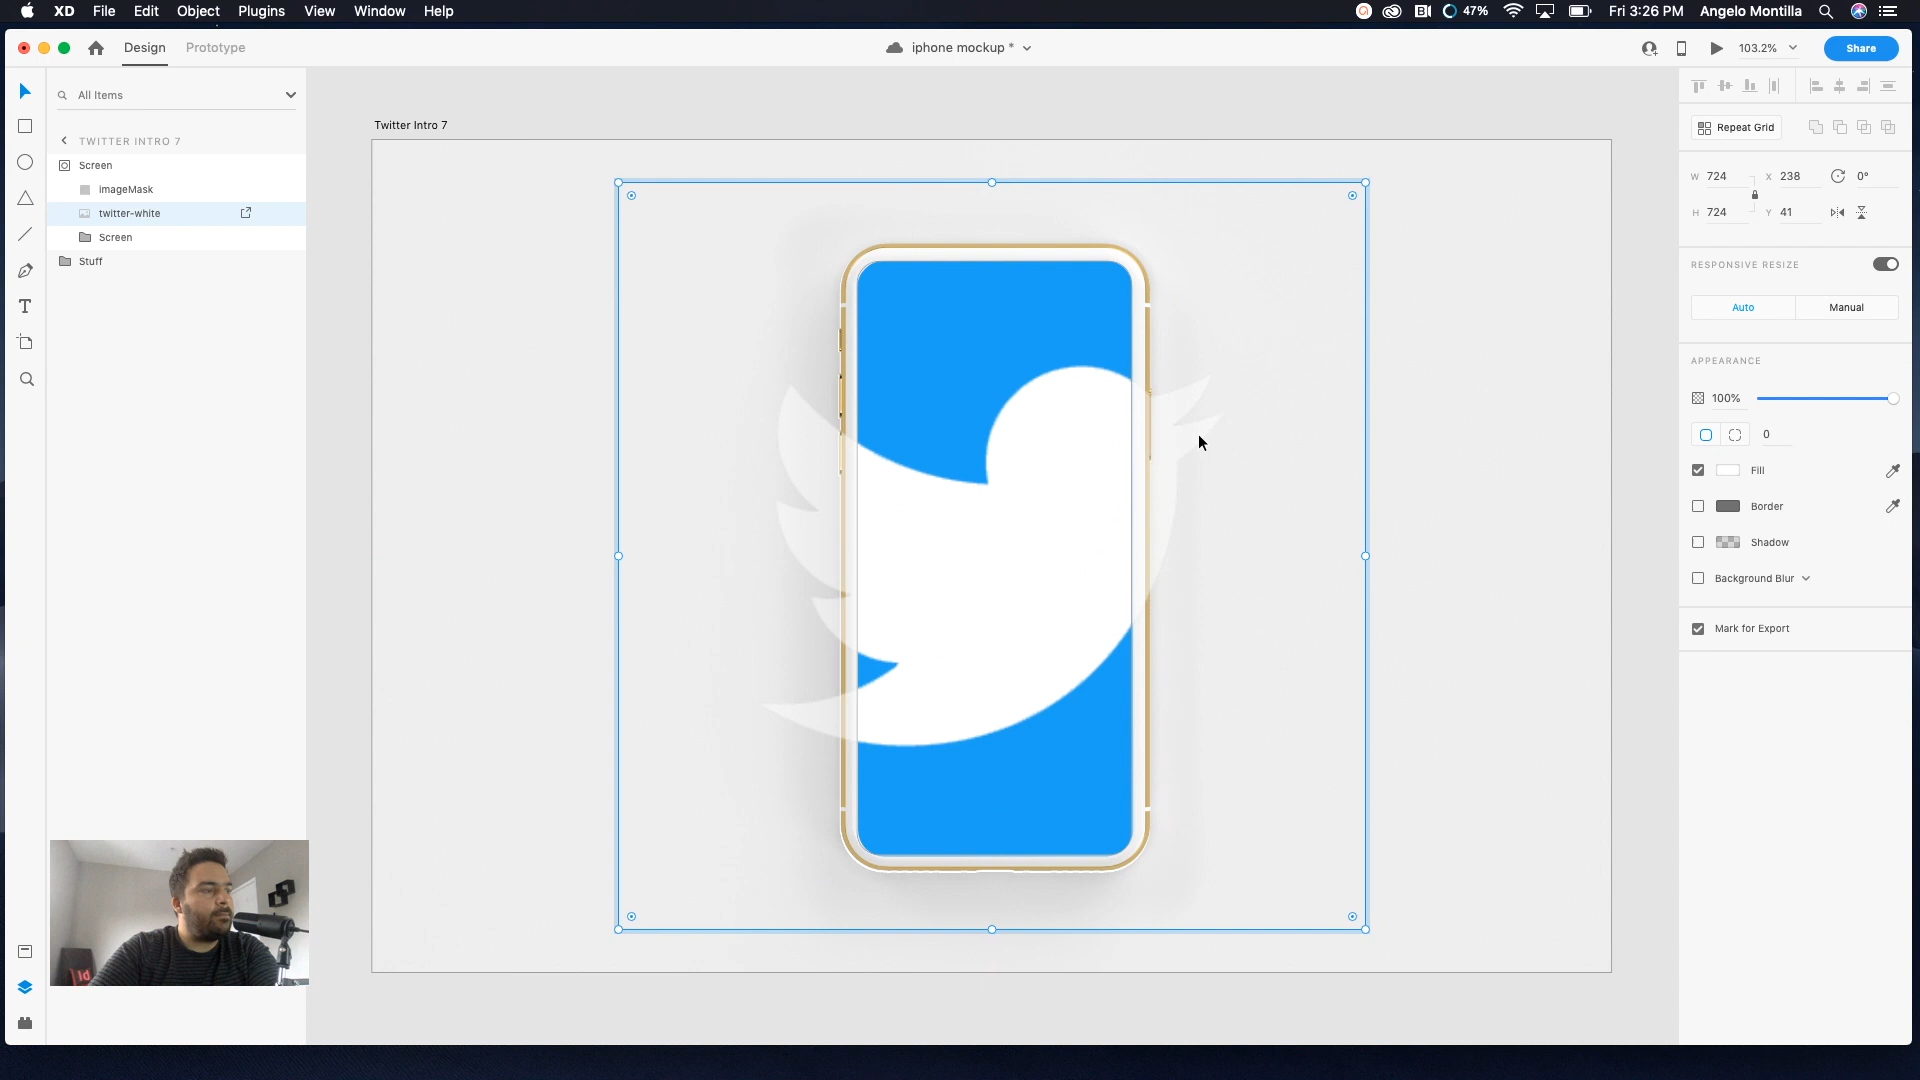 XD File Edit Object Plugins View Window Help 47% Fri 3:26 PM Angelo Montilla
Design Prototype iphone mockup * 103.2% Share
All Items
TWITTER INTRO 7
Screen
imageMask
twitter-white
Screen
Stuff
Twitter Intro 7
Repeat Grid
W 724 X 238 0°
H 724 Y 41
RESPONSIVE RESIZE
Auto Manual
APPEARANCE
100%
0
Fill
Border
Shadow
Background Blur
Mark for Export
Id